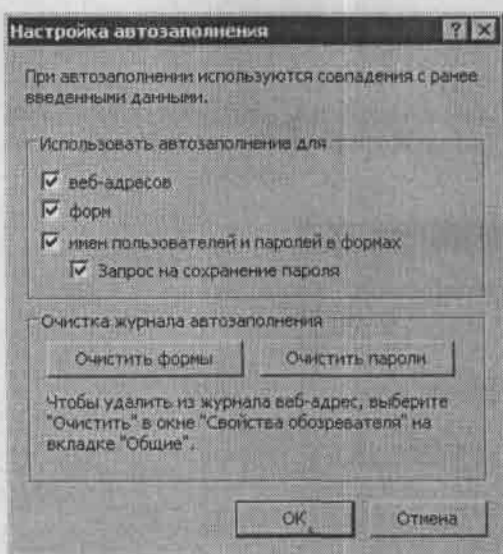 Настройка автозаполнения
При автозаполнении используются совпадения с ранее
введенными данными.
Использовать автозаполнение для
веб-адресов
форм
имен пользователей и паролей в формах
Запрос на сохранение пароля
Очистка журнала автозаполнения
Очистить формы
Очистить пароли
Чтобы удалить из журнала веб-адрес, выберите
"Очистить" в окне "Свойства обозревателя" на
вкладке "Общие".
ОК
Отмена